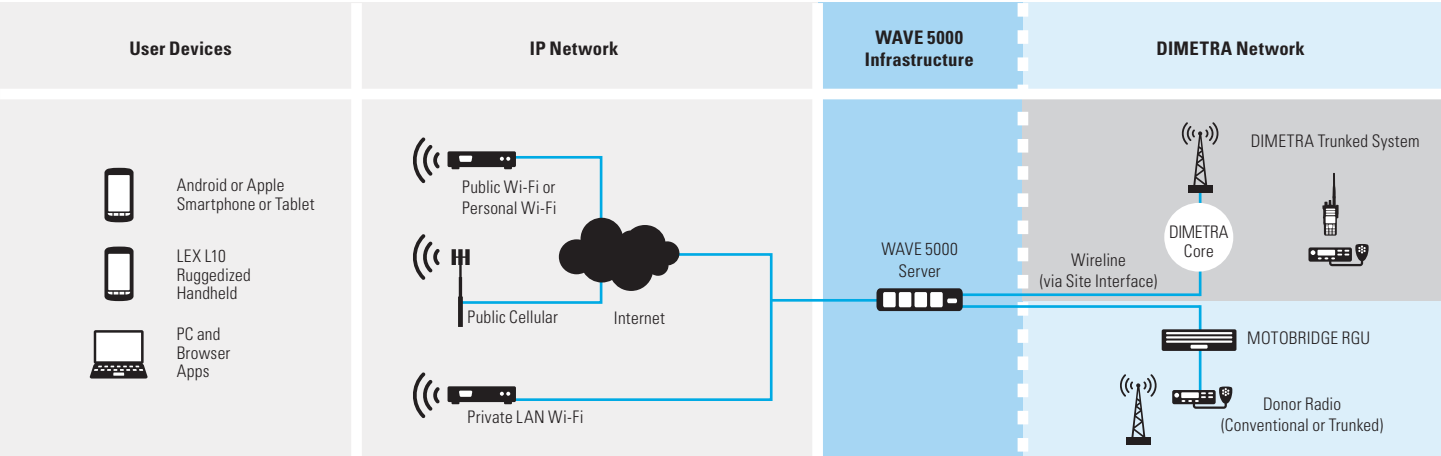 User Devices
IP Network
WAVE 5000
Infrastructure
DIMETRA Network
Android or Apple
Smartphone or Tablet
LEX L10
Ruggedized
Handheld
PC and
Browser
Apps
Public Wi-Fi or
Personal Wi-Fi
Public Cellular
Internet
Private LAN Wi-Fi
WAVE 5000
Server
Wireline
(via Site Interface)
DIMETRA
Core
DIMETRA Trunked System
MOTOBRIDGE RGU
Donor Radio
(Conventional or Trunked)